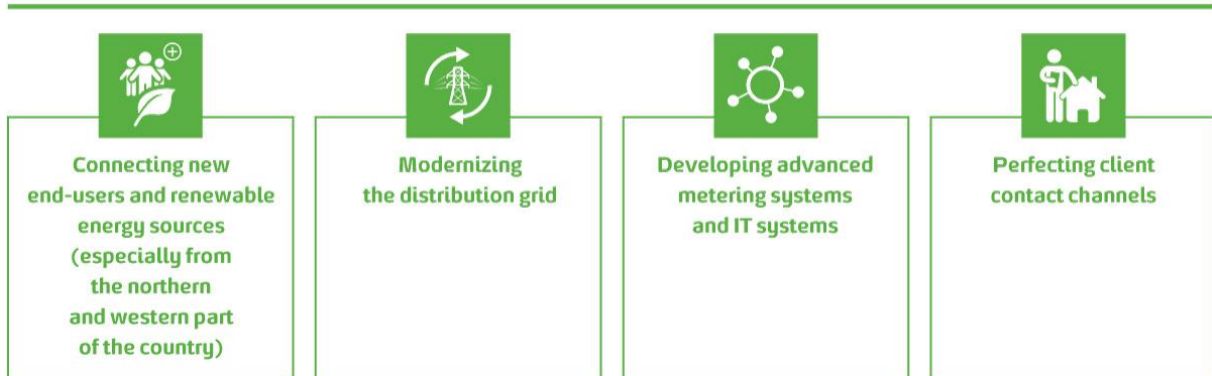 Connecting new
end-users and renewable
energy sources
(especially from
the northern
and western part
of the country)
Modernizing
the distribution grid
Developing advanced
metering systems
and IT systems
Perfecting client
contact channels